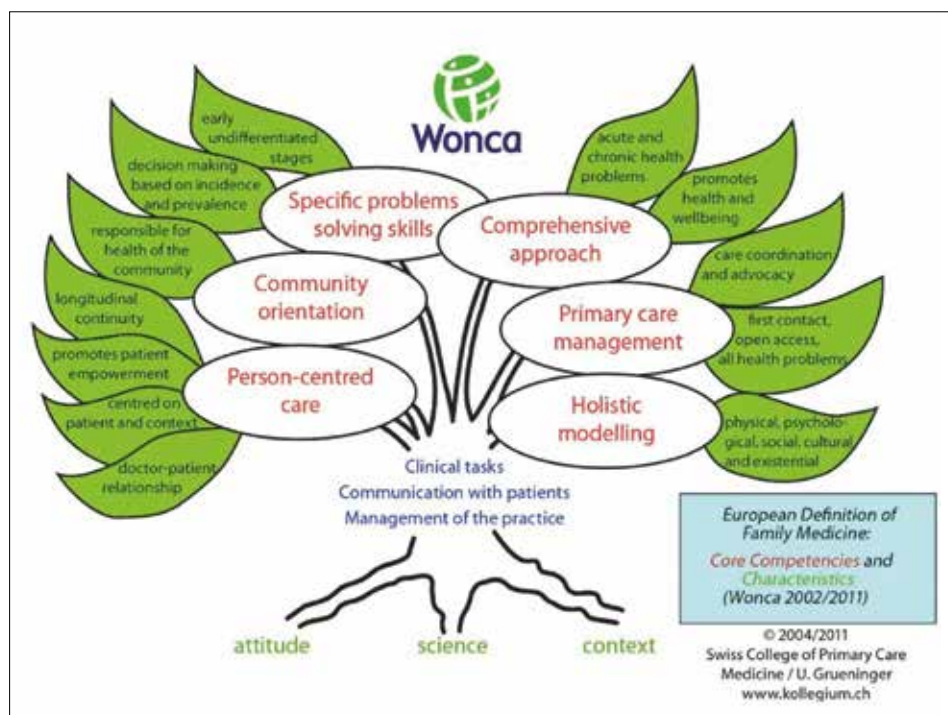 Wonca
early
undifferentiated
stages
decision making
based on incidence
and prevalence
responsible for
health of the
community
longitudinal
continuity
promotes patient
empowerment
centred on
patient and context
doctor-patient
relationship
Specific problems
solving skills
Community
orientation
Person-centred
care
Comprehensive
approach
Primary care
management
Holistic
modelling
acute and
chronic health
problems
promotes
health and
wellbeing
care coordination
and advocacy
first contact,
open access,
all health problems
physical, psycholo-
gical, social, cultural
and existential
Clinical tasks
Communication with patients
Management of the practice
attitude
science
context
European Definition of
Family Medicine:
Core Competencies and
Characteristics
(Wonca 2002/2011)
© 2004/2011
Swiss College of Primary Care
Medicine / U. Grueninger
www.kollegium.ch